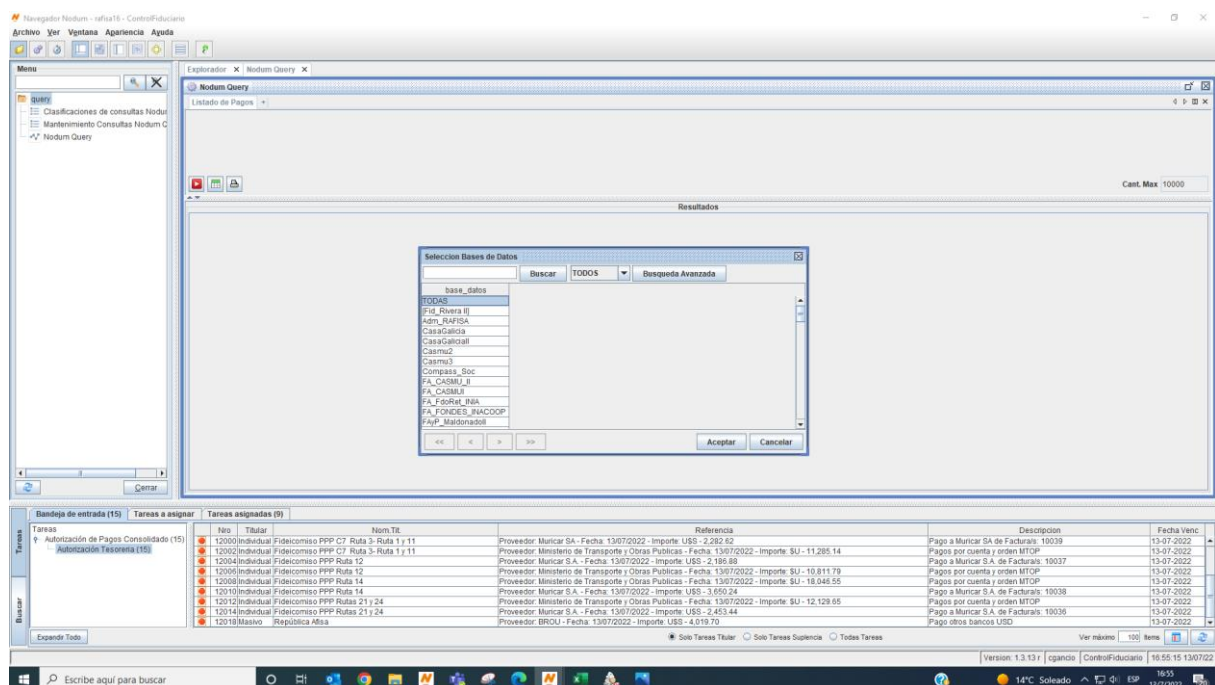 Navegador Nodum - rafisa16 - ControlFiduciario
Archivo Ver Ventana Apariencia Ayuda
Menu
query
Clasificaciones de consultas Nodum
Mantenimiento Consultas Nodum Q
Nodum Query
Cerrar
Explorador Nodum Query
Nodum Query
Listado de Pagos
Cant. Max 10000
Resultados
Seleccion Bases de Datos
Buscar TODOS Busqueda Avanzada
base_datos
TODAS
[Fid_Rivera II]
Adm_RAFISA
CasaGalicia
CasaGaliciaII
Casmu2
Casmu3
Compass_Soc
FA_CASMU_II
FA_CASMUI
FA_FdoRet_INIA
FA_FONDES_INACOOP
FAyP_MaldonadoII
<< < > >> Aceptar Cancelar
Bandeja de entrada (15) Tareas a asignar Tareas asignadas (9)
Tareas
Buscar
Tareas
Autorización de Pagos Consolidado (15)
Autorización Tesoreria (15)
Nro Titular Nom.Tit. Referencia Descripcion Fecha Venc
12000 Individual Fideicomiso PPP C7 Ruta 3- Ruta 1 y 11 Proveedor: Muricar SA - Fecha: 13/07/2022 - Importe: U$S - 2,282.62 Pago a Muricar SA de Factura/s: 10039 13-07-2022
12002 Individual Fideicomiso PPP C7 Ruta 3- Ruta 1 y 11 Proveedor: Ministerio de Transporte y Obras Publicas - Fecha: 13/07/2022 - Importe: $U - 11,285.14 Pagos por cuenta y orden MTOP 13-07-2022
12004 Individual Fideicomiso PPP Ruta 12 Proveedor: Muricar S.A. - Fecha: 13/07/2022 - Importe: U$S - 2,186.88 Pago a Muricar S.A. de Factura/s: 10037 13-07-2022
12006 Individual Fideicomiso PPP Ruta 12 Proveedor: Ministerio de Transporte y Obras Publicas - Fecha: 13/07/2022 - Importe: $U - 10,811.79 Pagos por cuenta y orden MTOP 13-07-2022
12008 Individual Fideicomiso PPP Ruta 14 Proveedor: Ministerio de Transporte y Obras Publicas - Fecha: 13/07/2022 - Importe: $U - 18,046.55 Pagos por cuenta y orden MTOP 13-07-2022
12010 Individual Fideicomiso PPP Ruta 14 Proveedor: Muricar S.A. - Fecha: 13/07/2022 - Importe: U$S - 3,650.24 Pago a Muricar S.A. de Factura/s: 10038 13-07-2022
12012 Individual Fideicomiso PPP Rutas 21 y 24 Proveedor: Ministerio de Transporte y Obras Publicas - Fecha: 13/07/2022 - Importe: $U - 12,129.65 Pagos por cuenta y orden MTOP 13-07-2022
12014 Individual Fideicomiso PPP Rutas 21 y 24 Proveedor: Muricar S.A. - Fecha: 13/07/2022 - Importe: U$S - 2,453.44 Pago a Muricar S.A. de Factura/s: 10036 13-07-2022
12018 Masivo República Afisa Proveedor: BROU - Fecha: 13/07/2022 - Importe: U$S - 4,019.70 Pago otros bancos USD 13-07-2022
Expandir Todo Solo Tareas Titular Solo Tareas Suplencia Todas Tareas Ver máximo 100 items
Version: 1.3.13 r cgancio ControlFiduciario 16:55:15 13/07/22
Escribe aquí para buscar 14°C Soleado ESP 16:55
13/7/2022